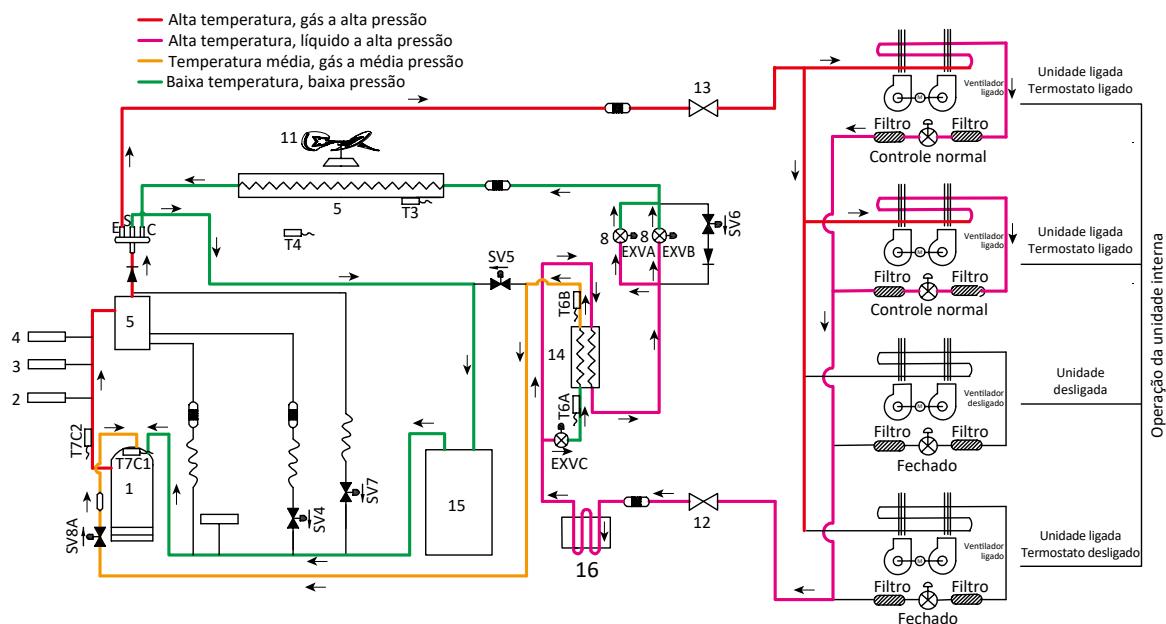 Alta temperatura, gás a alta pressão
Alta temperatura, líquido a alta pressão
Temperatura média, gás a média pressão
Baixa temperatura, baixa pressão
13
11
5
T3
T4
E
S
C
5
4
3
2
T7C2
T7C1
1
SV8A
SV4
SV7
15
SV5
T6B
14
T6A
EXVC
8
EXVA
8
EXVB
SV6
16
12
Ventilador
ligado
M
Filtro
Filtro
Controle normal
Unidade ligada
Termostato ligado
Ventilador
ligado
M
Filtro
Filtro
Controle normal
Unidade ligada
Termostato ligado
Ventilador
desligado
M
Filtro
Filtro
Fechado
Unidade
desligada
Ventilador
ligado
M
Filtro
Filtro
Fechado
Unidade ligada
Termostato desligado
Operação da unidade interna